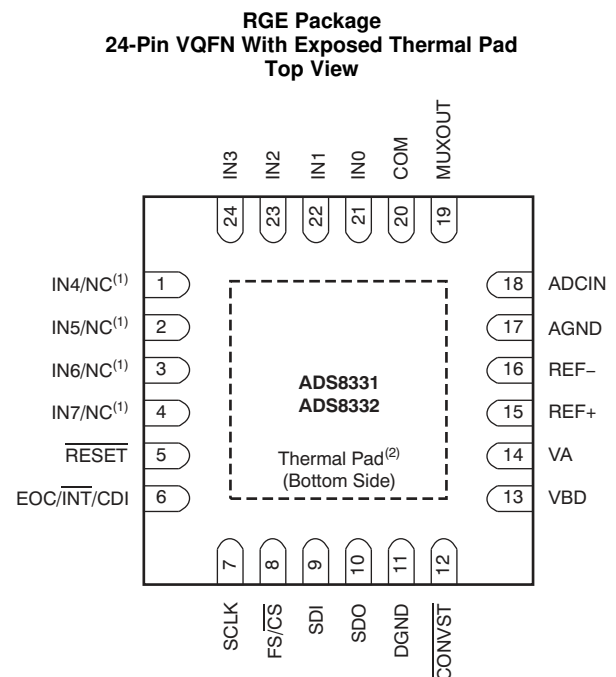 RGE Package
24-Pin VQFN With Exposed Thermal Pad
Top View
IN3
IN2
IN1
IN0
COM
MUXOUT
24
23
22
21
20
19
IN4/NC(1) 1
IN5/NC(1) 2
IN6/NC(1) 3
IN7/NC(1) 4
RESET 5
EOC/INT/CDI 6
18 ADCIN
17 AGND
16 REF−
15 REF+
14 VA
13 VBD
ADS8331
ADS8332
Thermal Pad(2)
(Bottom Side)
7
8
9
10
11
12
SCLK
FS/CS
SDI
SDO
DGND
CONVST